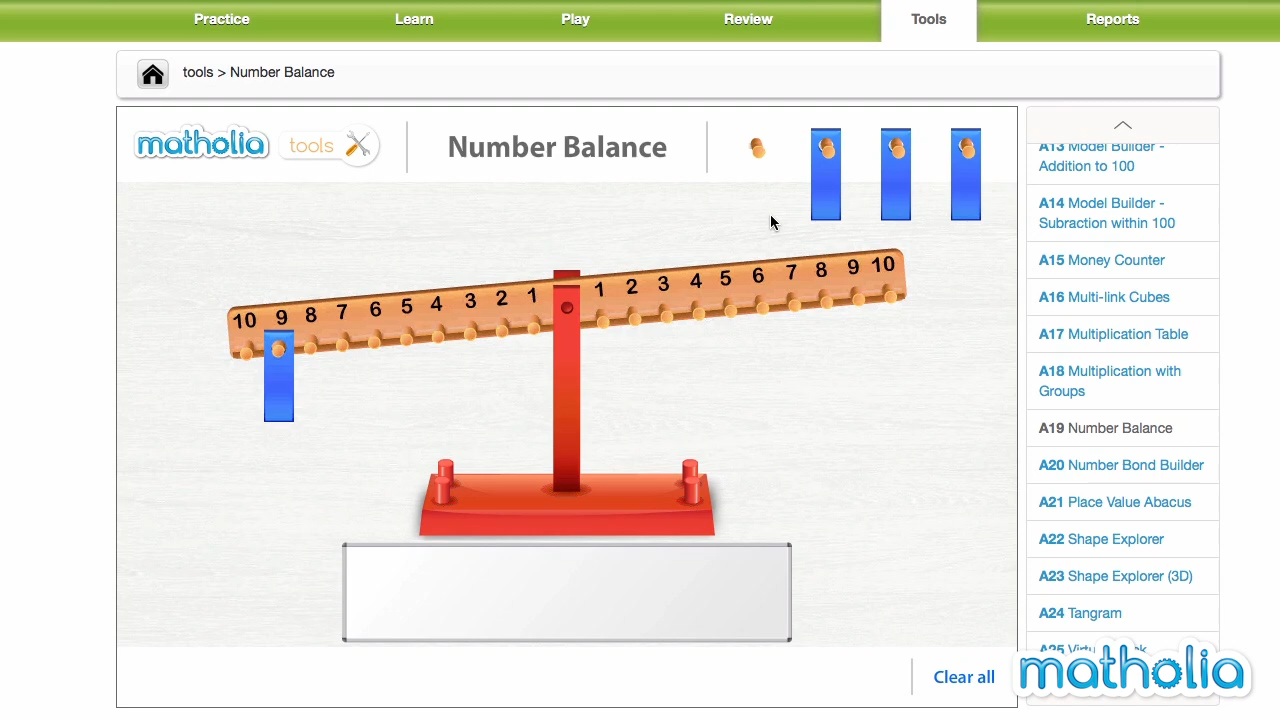 Practice Learn Play Review Tools Reports
tools > Number Balance
matholia tools Number Balance
10 9 8 7 6 5 4 3 2 1 1 2 3 4 5 6 7 8 9 10
A13 Model Builder -
Addition to 100
A14 Model Builder -
Subraction within 100
A15 Money Counter
A16 Multi-link Cubes
A17 Multiplication Table
A18 Multiplication with
Groups
A19 Number Balance
A20 Number Bond Builder
A21 Place Value Abacus
A22 Shape Explorer
A23 Shape Explorer (3D)
A24 Tangram
A25
Clear all
matholia